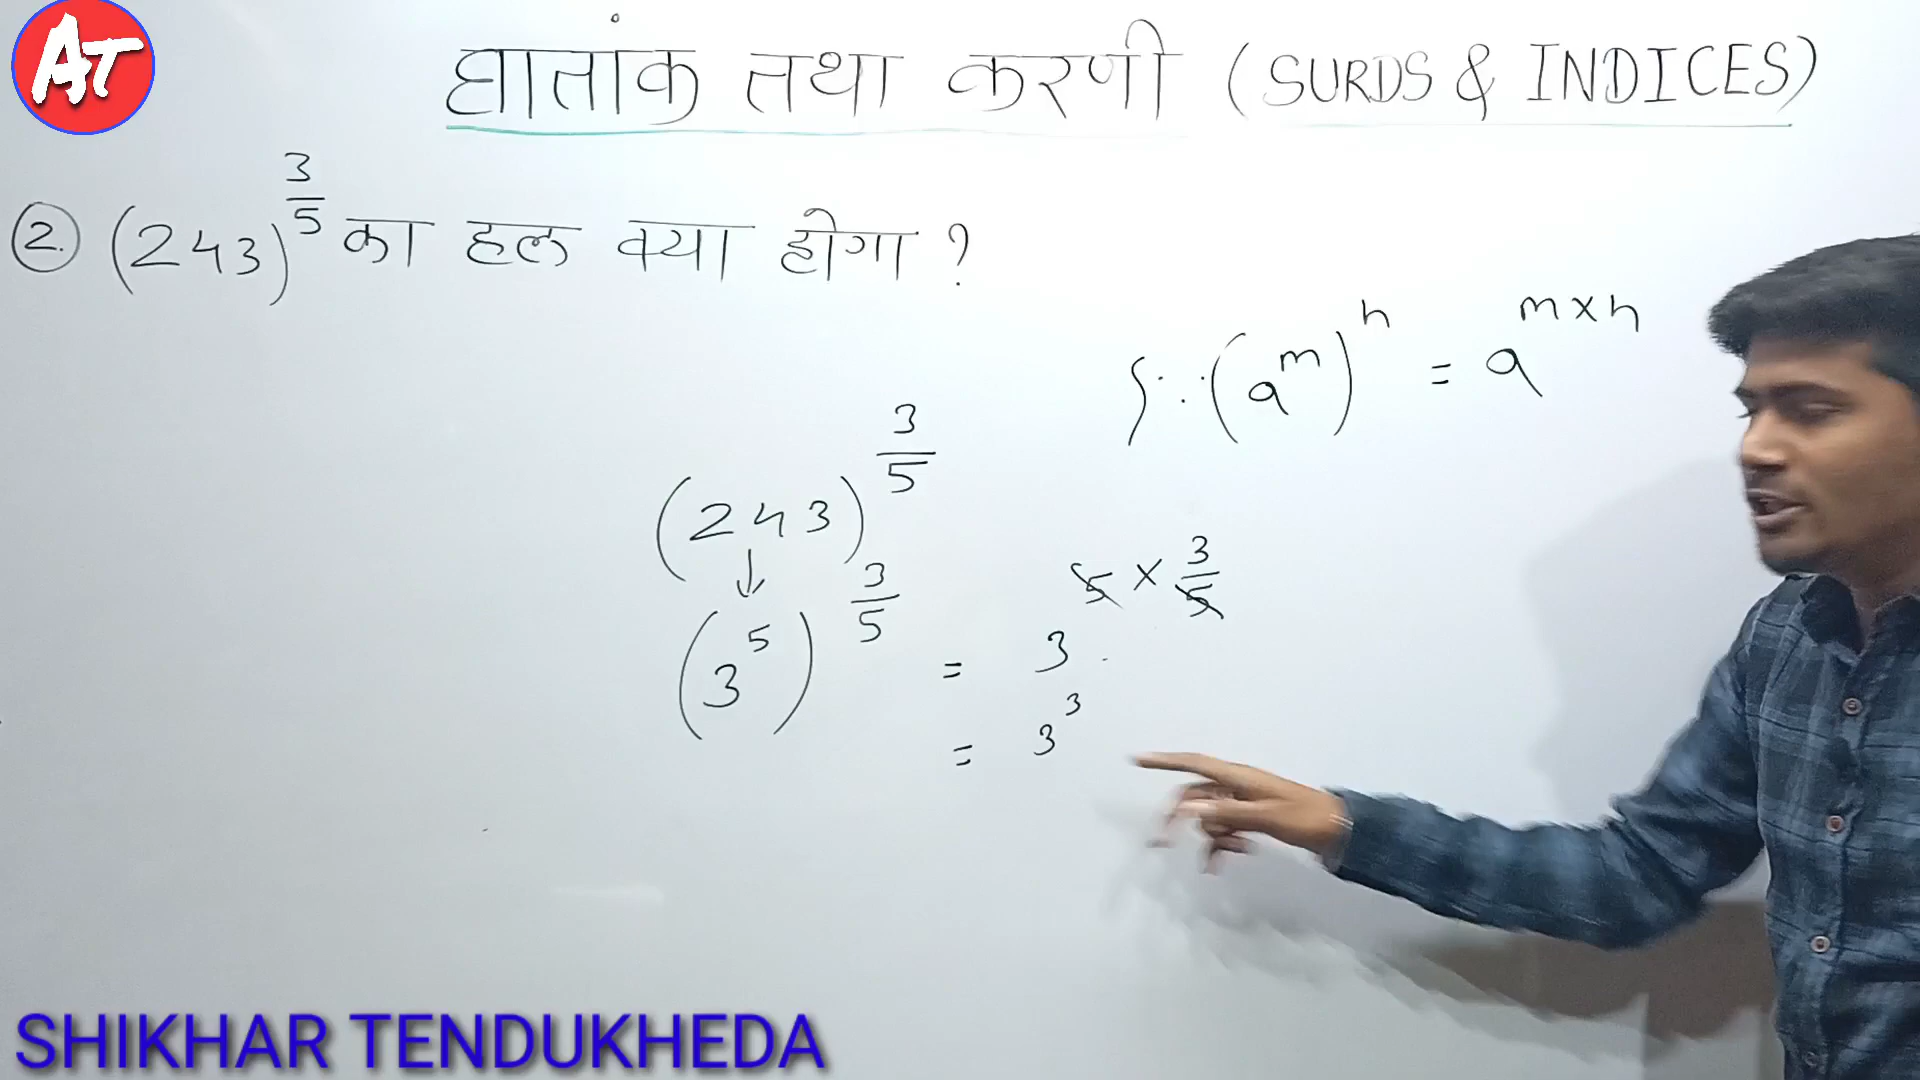 AT
घातांक तथा करणी (SURDS & INDICES)
2. (243)^3/5 का हल क्या होगा ?
∵ (a^m)^n = a^m×n
(243)^3/5
↓
(3^5)^3/5 = 3^5×3/5
= 3^3
SHIKHAR TENDUKHEDA